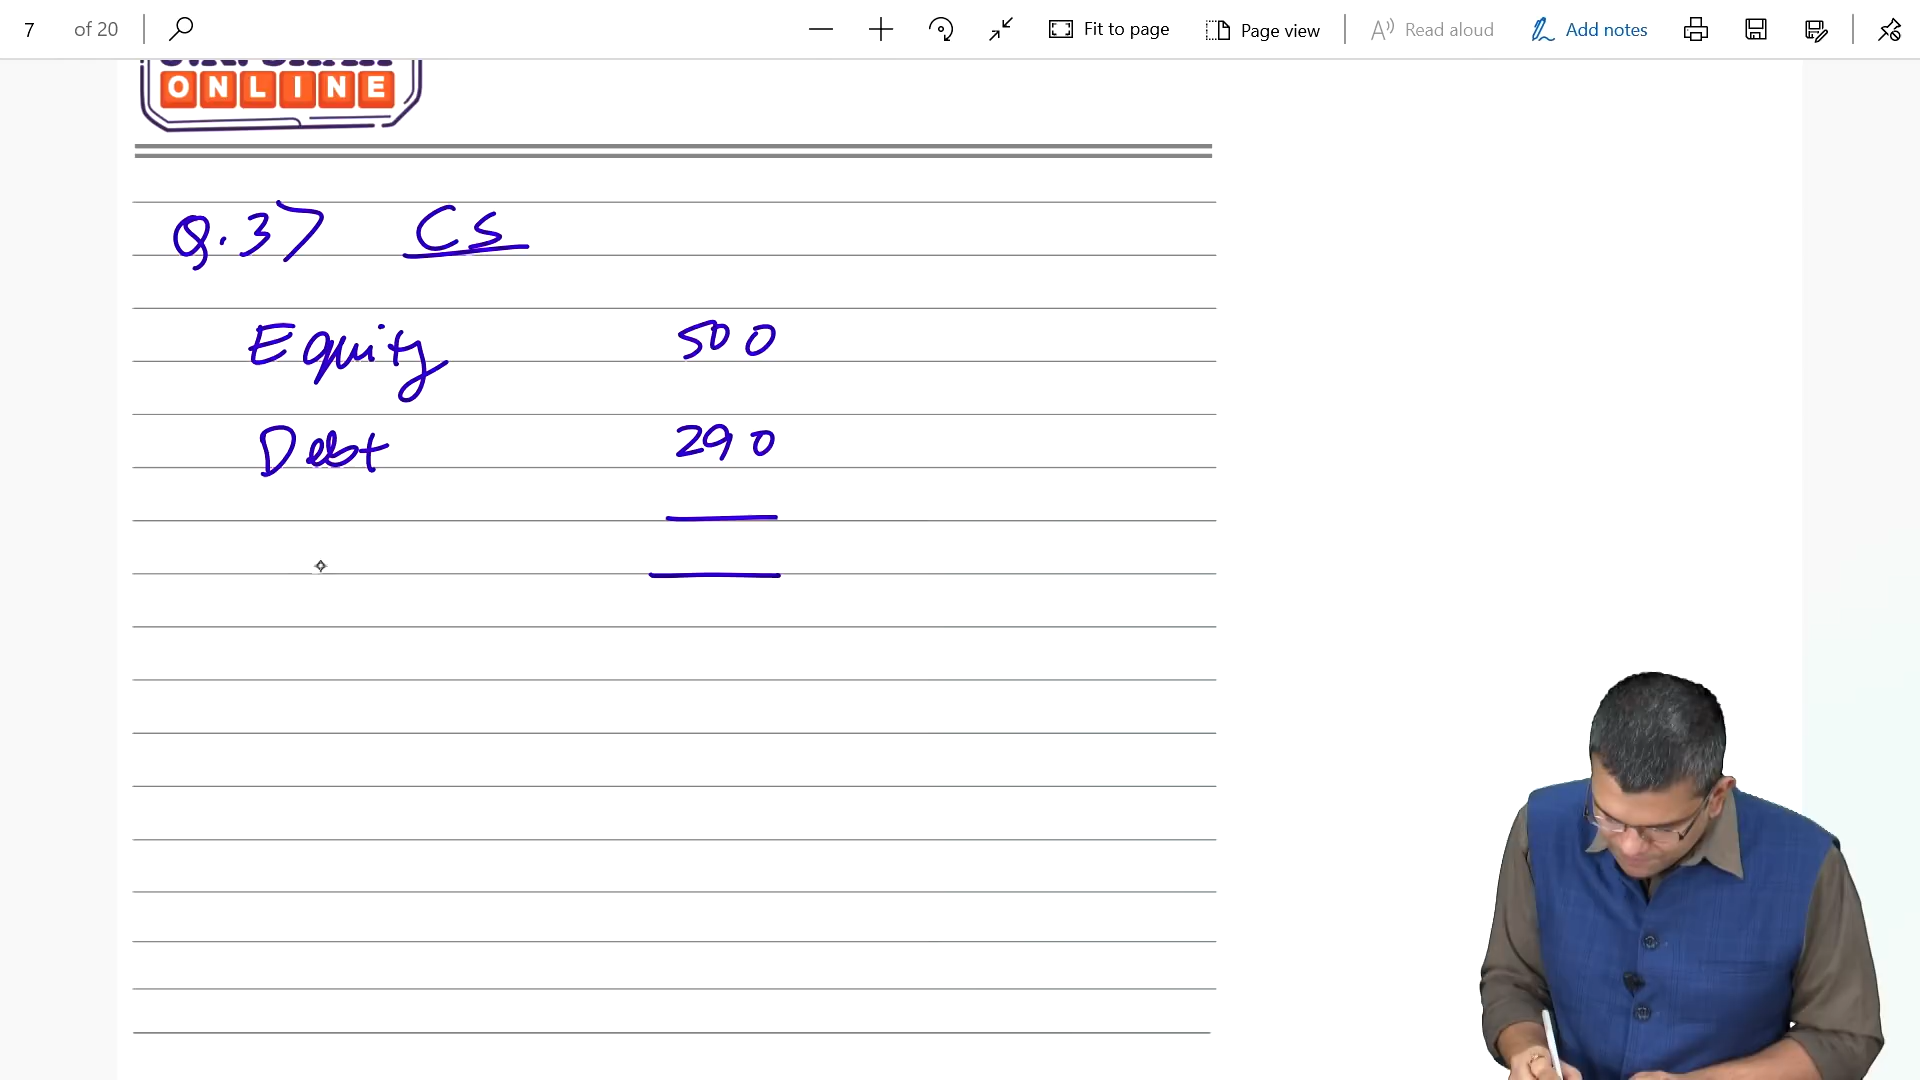 7 of 20 Fit to page Page view Read aloud Add notes
ONLINE
Q.37 CS
Equity 500
Debt 290